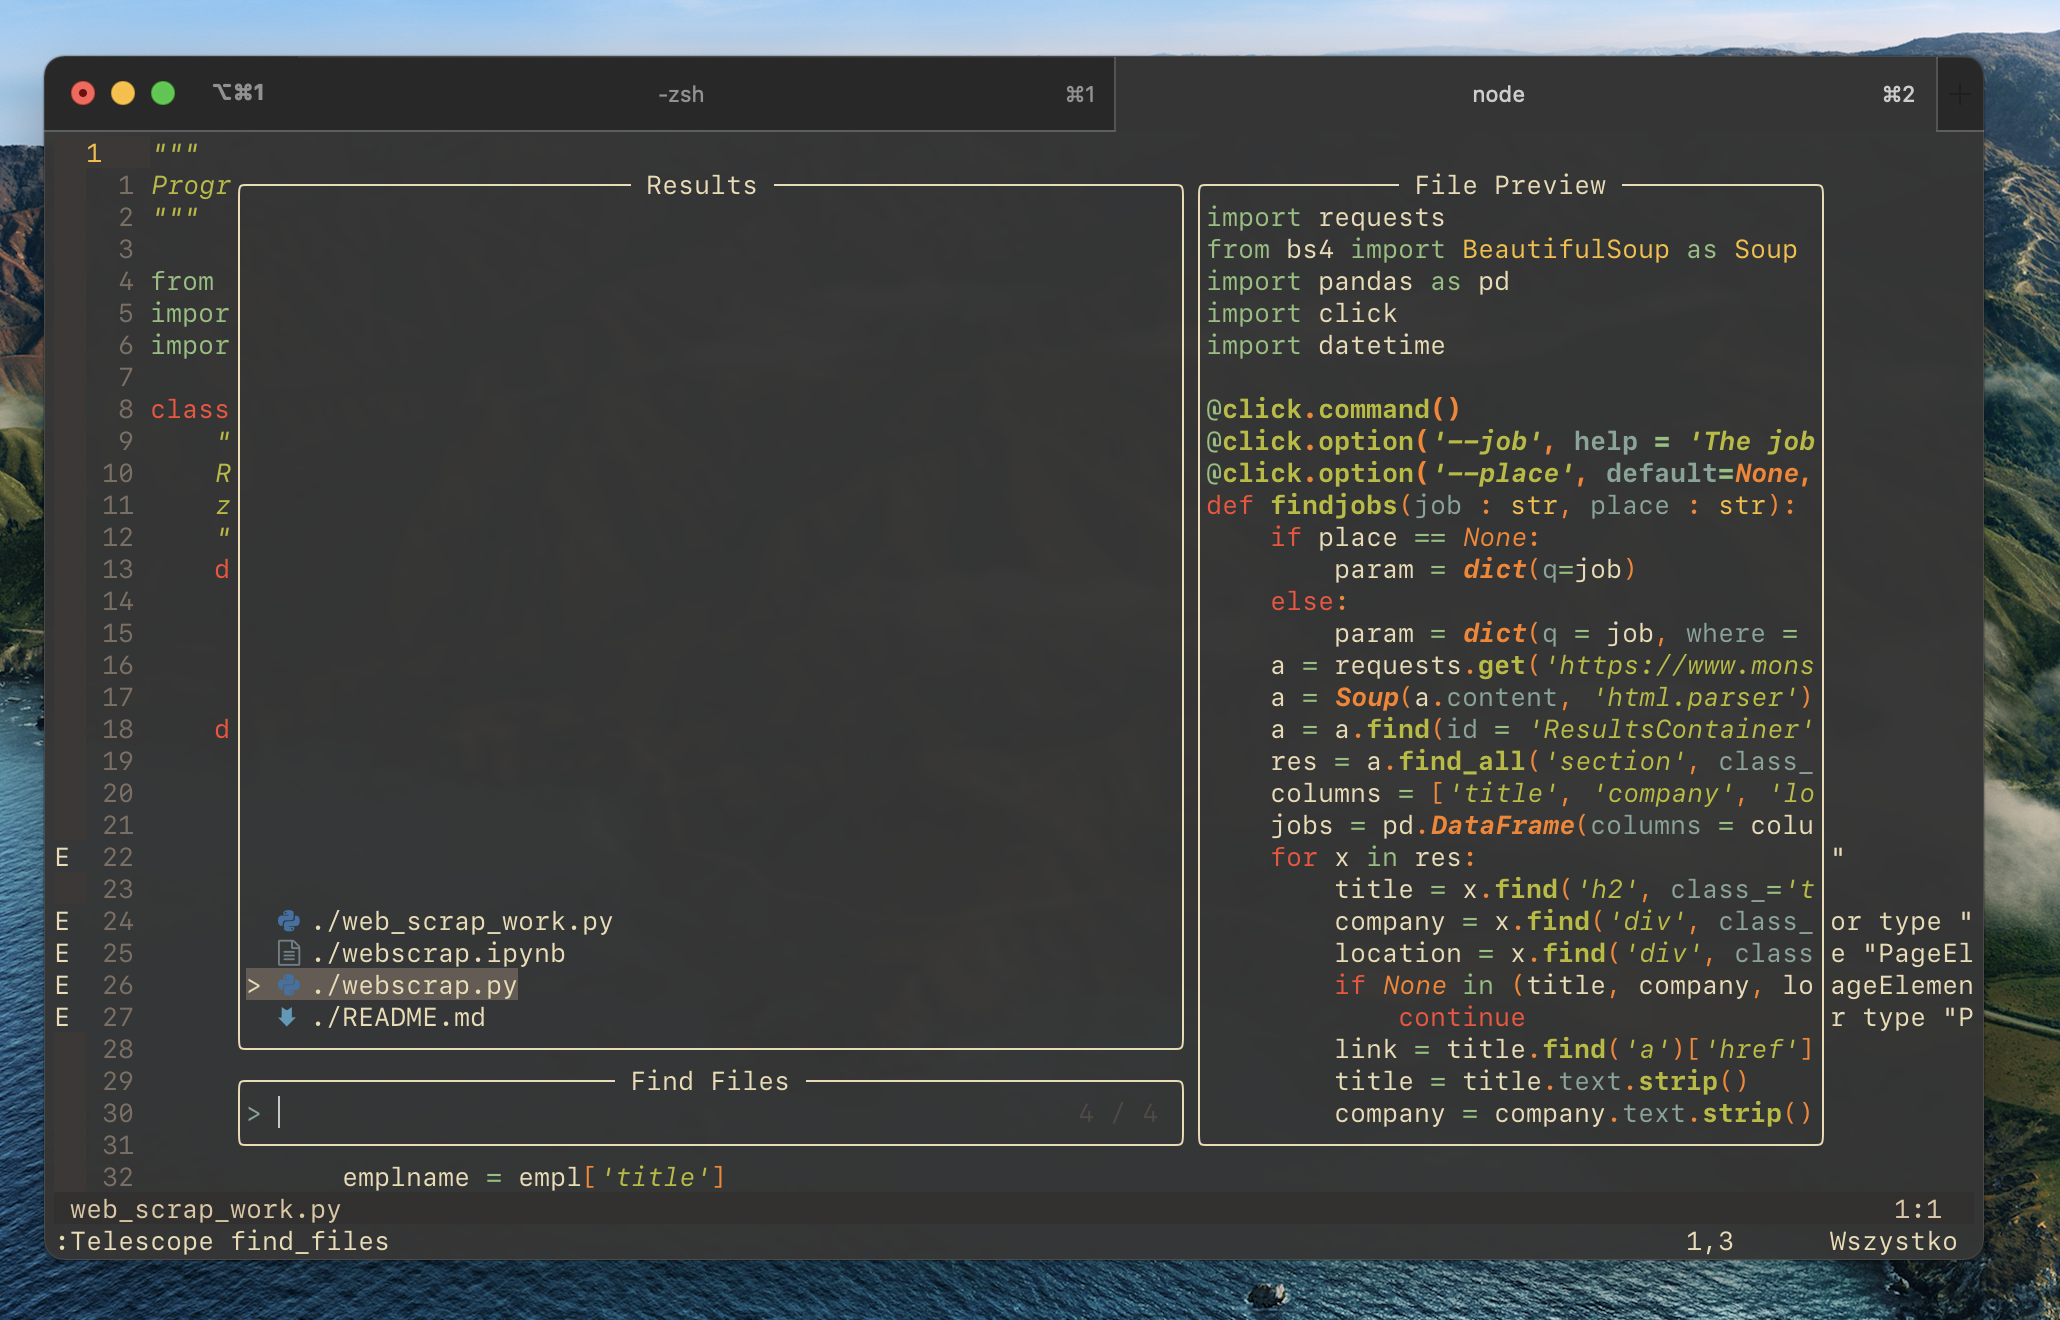 ⌥⌘1
-zsh
⌘1
node
⌘2
+
1 """
1 Progr
2 """
3
4 from
5 impor
6 impor
7
8 class
9 "
10 R
11 z
12 "
13 d
14
15
16
17
18 d
19
20
21
E 22 "
23
E 24 or type "
E 25 e "PageEl
E 26 ageElemen
E 27 r type "P
28
29
30
31
32 emplname = empl['title']
Results
./web_scrap_work.py
./webscrap.ipynb
> ./webscrap.py
./README.md
Find Files
> 4 / 4
File Preview
import requests
from bs4 import BeautifulSoup as Soup
import pandas as pd
import click
import datetime
@click.command()
@click.option('--job', help = 'The job
@click.option('--place', default=None,
def findjobs(job : str, place : str):
if place == None:
param = dict(q=job)
else:
param = dict(q = job, where =
a = requests.get('https://www.mons
a = Soup(a.content, 'html.parser')
a = a.find(id = 'ResultsContainer'
res = a.find_all('section', class_
columns = ['title', 'company', 'lo
jobs = pd.DataFrame(columns = colu
for x in res:
title = x.find('h2', class_='t
company = x.find('div', class_
location = x.find('div', class
if None in (title, company, lo
continue
link = title.find('a')['href']
title = title.text.strip()
company = company.text.strip()
web_scrap_work.py 1:1
:Telescope find_files 1,3 Wszystko